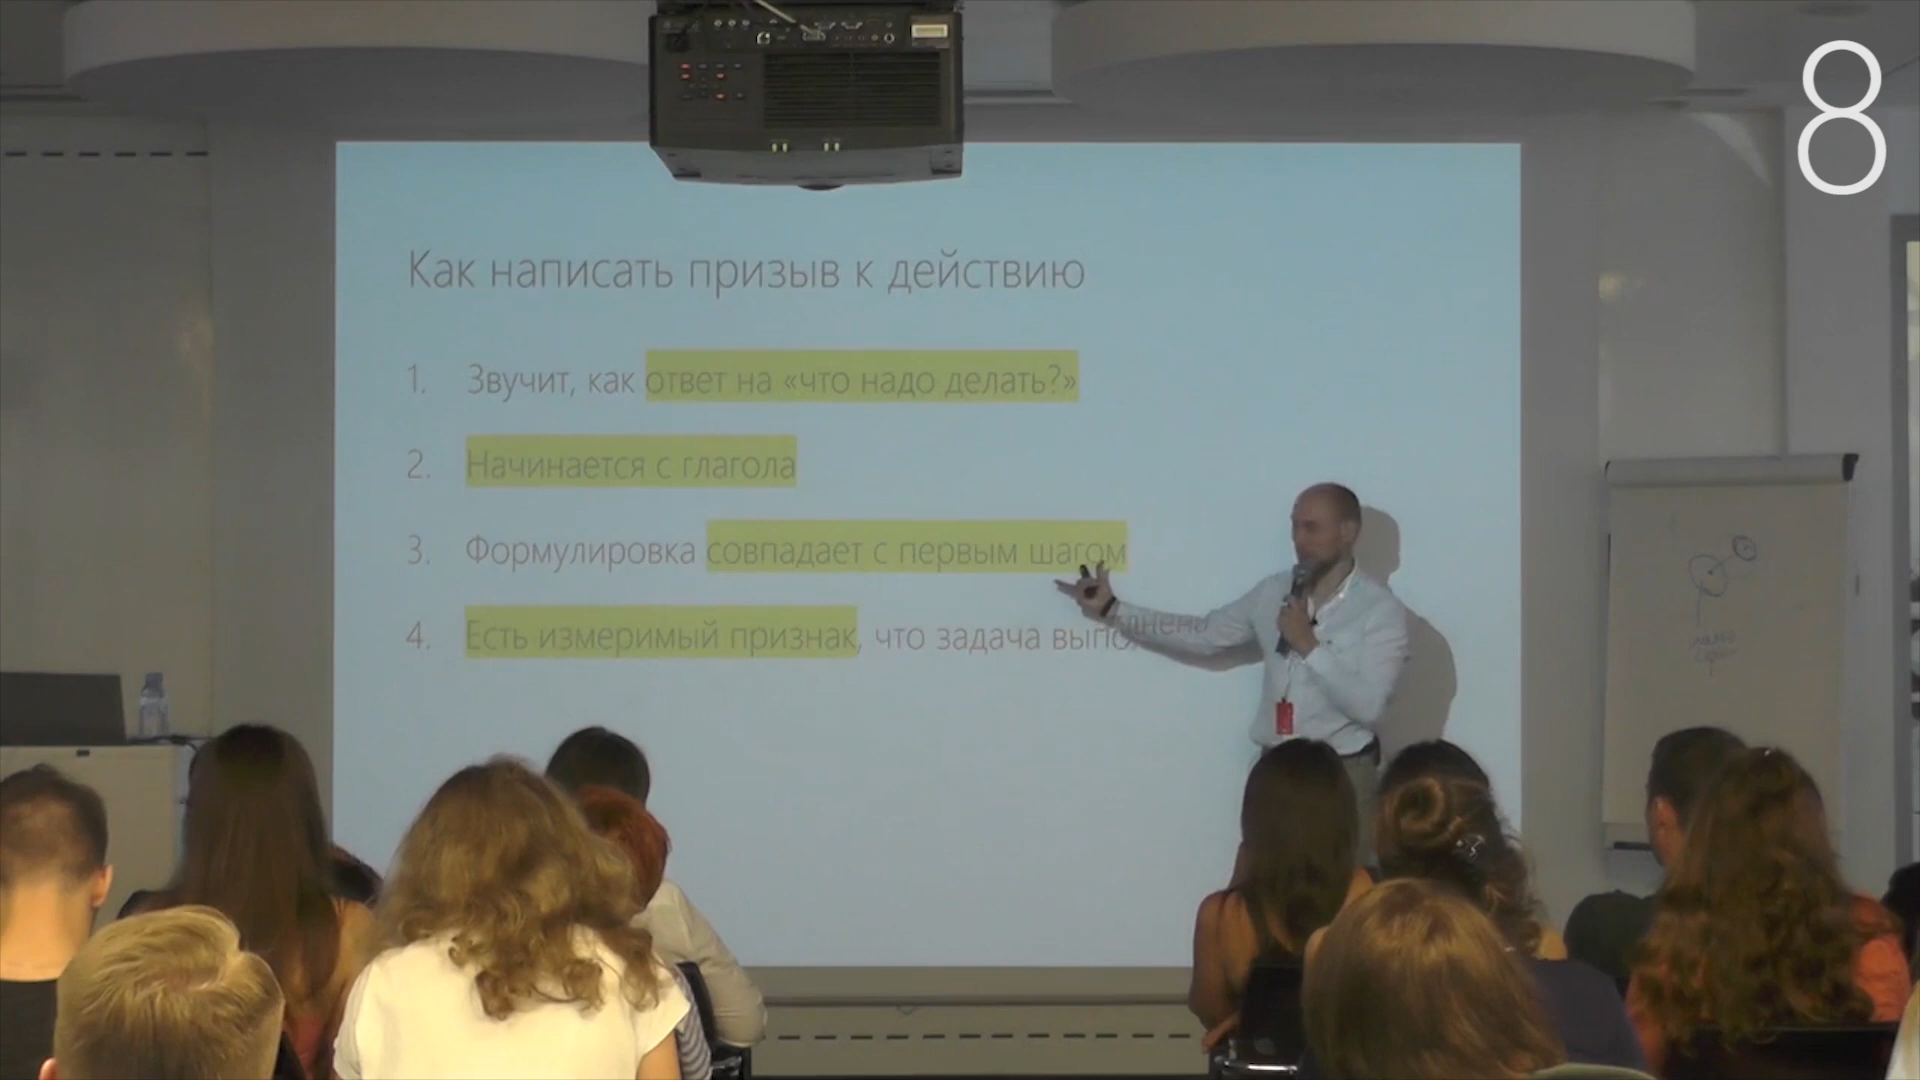 8
Как написать призыв к действию
1. Звучит, как ответ на «что надо делать?»
2. Начинается с глагола
3. Формулировка совпадает с первым шагом
4. Есть измеримый признак, что задача выполнена